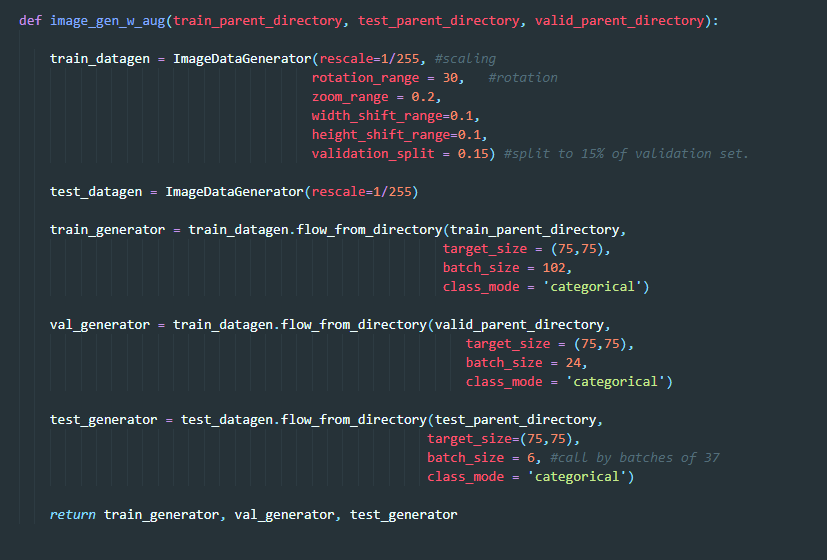 def image_gen_w_aug(train_parent_directory, test_parent_directory, valid_parent_directory):
train_datagen = ImageDataGenerator(rescale=1/255, #scaling
rotation_range = 30, #rotation
zoom_range = 0.2,
width_shift_range=0.1,
height_shift_range=0.1,
validation_split = 0.15) #split to 15% of validation set.
test_datagen = ImageDataGenerator(rescale=1/255)
train_generator = train_datagen.flow_from_directory(train_parent_directory,
target_size = (75,75),
batch_size = 102,
class_mode = 'categorical')
val_generator = train_datagen.flow_from_directory(valid_parent_directory,
target_size = (75,75),
batch_size = 24,
class_mode = 'categorical')
test_generator = test_datagen.flow_from_directory(test_parent_directory,
target_size=(75,75),
batch_size = 6, #call by batches of 37
class_mode = 'categorical')
return train_generator, val_generator, test_generator